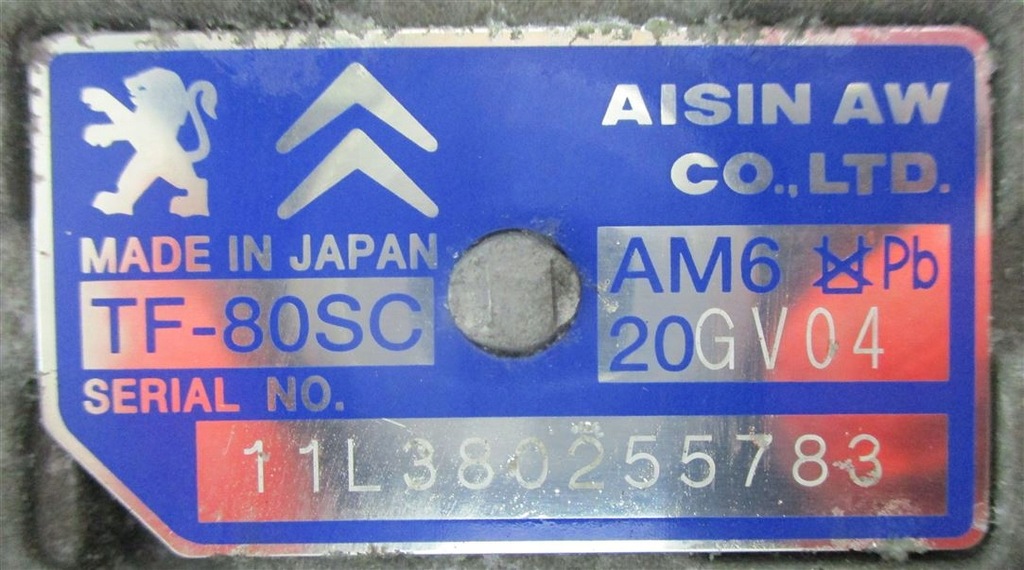 AISIN AW
CO., LTD.
MADE IN JAPAN
TF-80SC
AM6 Pb
20GV04
SERIAL NO.
11L380255783